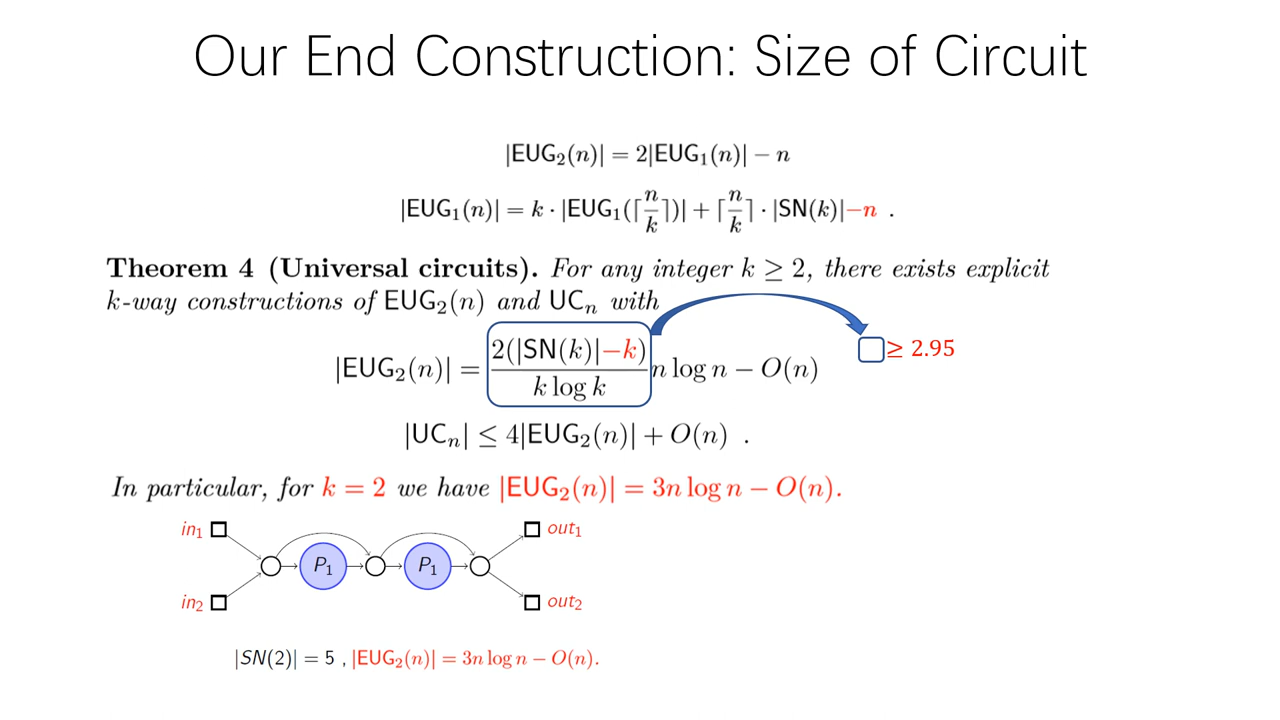 Our End Construction: Size of Circuit
|EUG₂(n)| = 2|EUG₁(n)| − n
|EUG₁(n)| = k · |EUG₁(⌈n/k⌉)| + ⌈n/k⌉ · |SN(k)|−n .
Theorem 4 (Universal circuits). For any integer k ≥ 2, there exists explicit
k-way constructions of EUG₂(n) and UCₙ with
|EUG₂(n)| = 2(|SN(k)|−k)/(k log k) n log n − O(n)
≥ 2.95
|UCₙ| ≤ 4|EUG₂(n)| + O(n) .
In particular, for k = 2 we have |EUG₂(n)| = 3n log n − O(n).
in₁ out₁
P₁ P₁
in₂ out₂
|SN(2)| = 5 , |EUG₂(n)| = 3n log n − O(n).